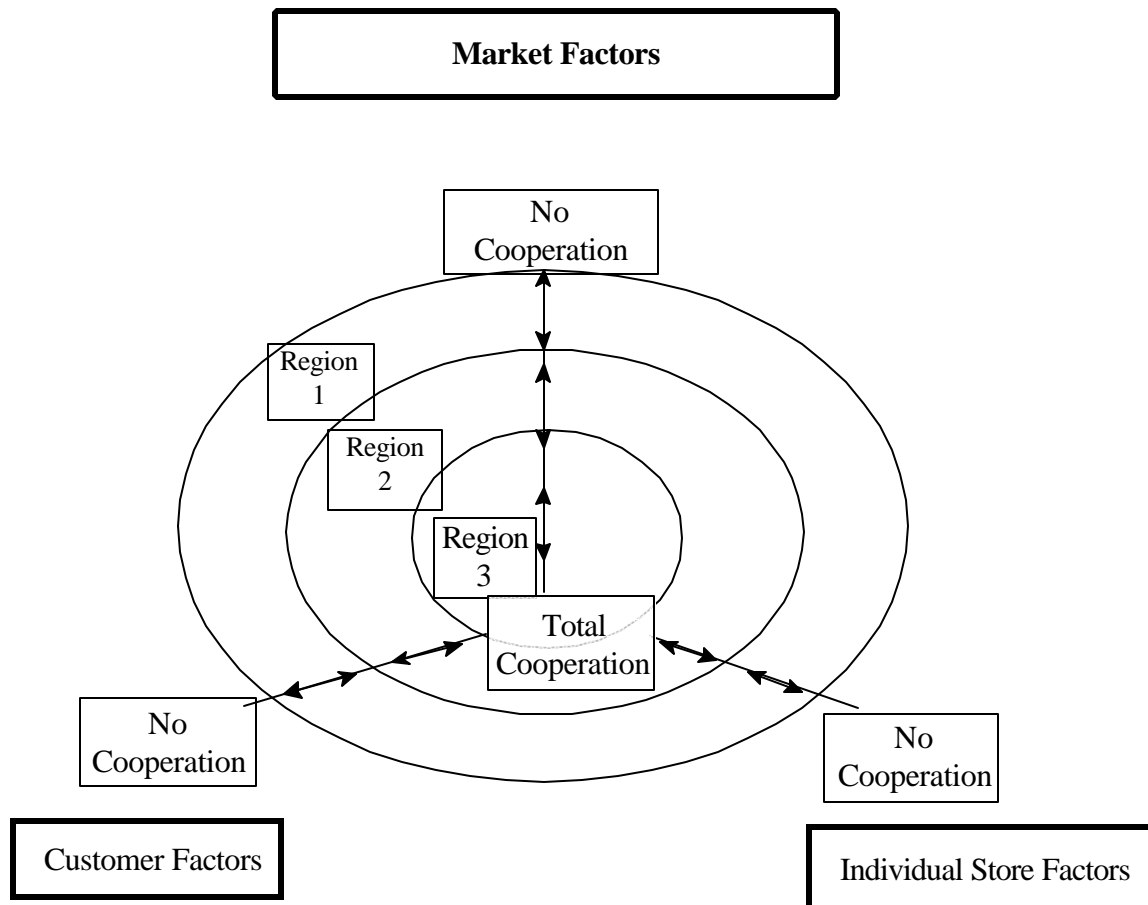 Market Factors
No
Cooperation
Region
1
Region
2
Region
3
Total
Cooperation
No
Cooperation
No
Cooperation
Customer Factors
Individual Store Factors